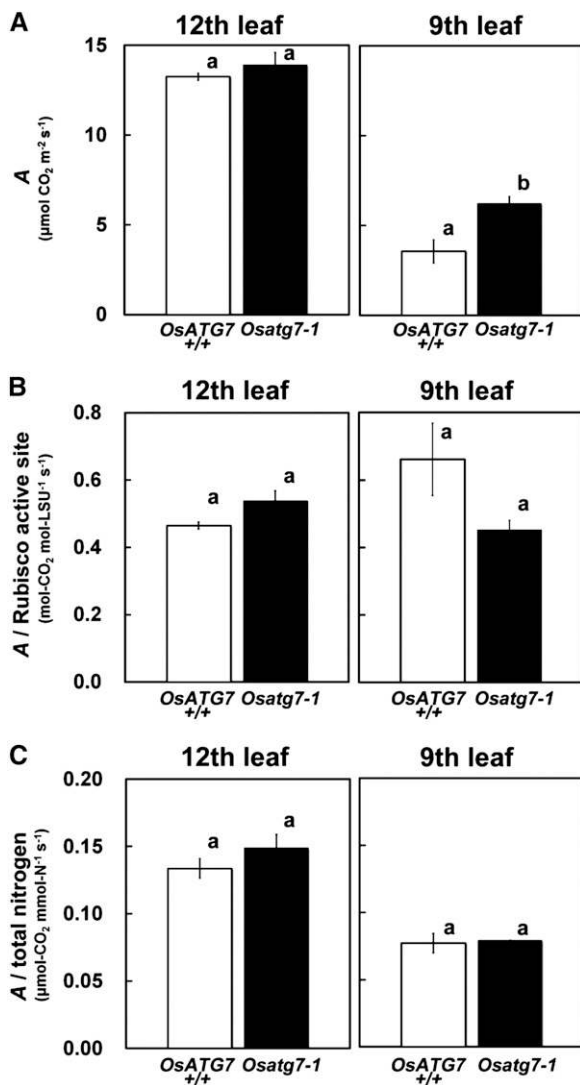 A
12th leaf
9th leaf
A
(µmol CO₂ m⁻² s⁻¹)
15
10
5
0
a
a
a
b
OsATG7 +/+
Osatg7-1
OsATG7 +/+
Osatg7-1
B
12th leaf
9th leaf
A / Rubisco active site
(mol-CO₂ mol-LSU⁻¹ s⁻¹)
0.8
0.6
0.4
0.2
0.0
a
a
a
a
OsATG7 +/+
Osatg7-1
OsATG7 +/+
Osatg7-1
C
12th leaf
9th leaf
A / total nitrogen
(µmol-CO₂ mmol-N⁻¹ s⁻¹)
0.20
0.15
0.10
0.05
0.00
a
a
a
a
OsATG7 +/+
Osatg7-1
OsATG7 +/+
Osatg7-1